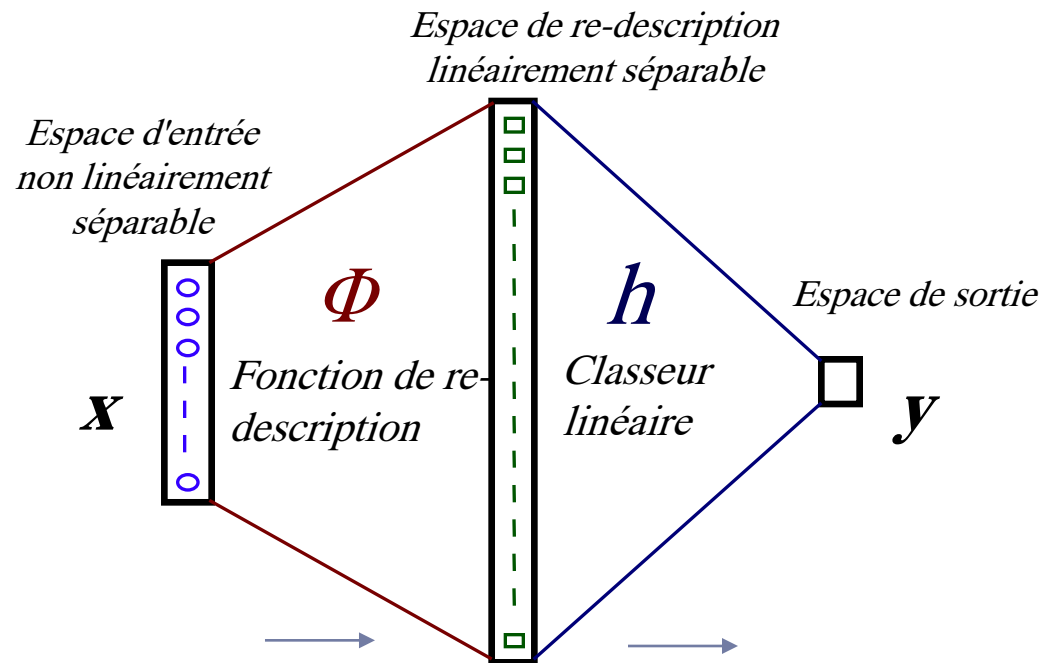 Espace de re-description
linéairement séparable
Espace d'entrée
non linéairement
séparable
Φ
h
Espace de sortie
Fonction de re-
description
Classeur
linéaire
x
y